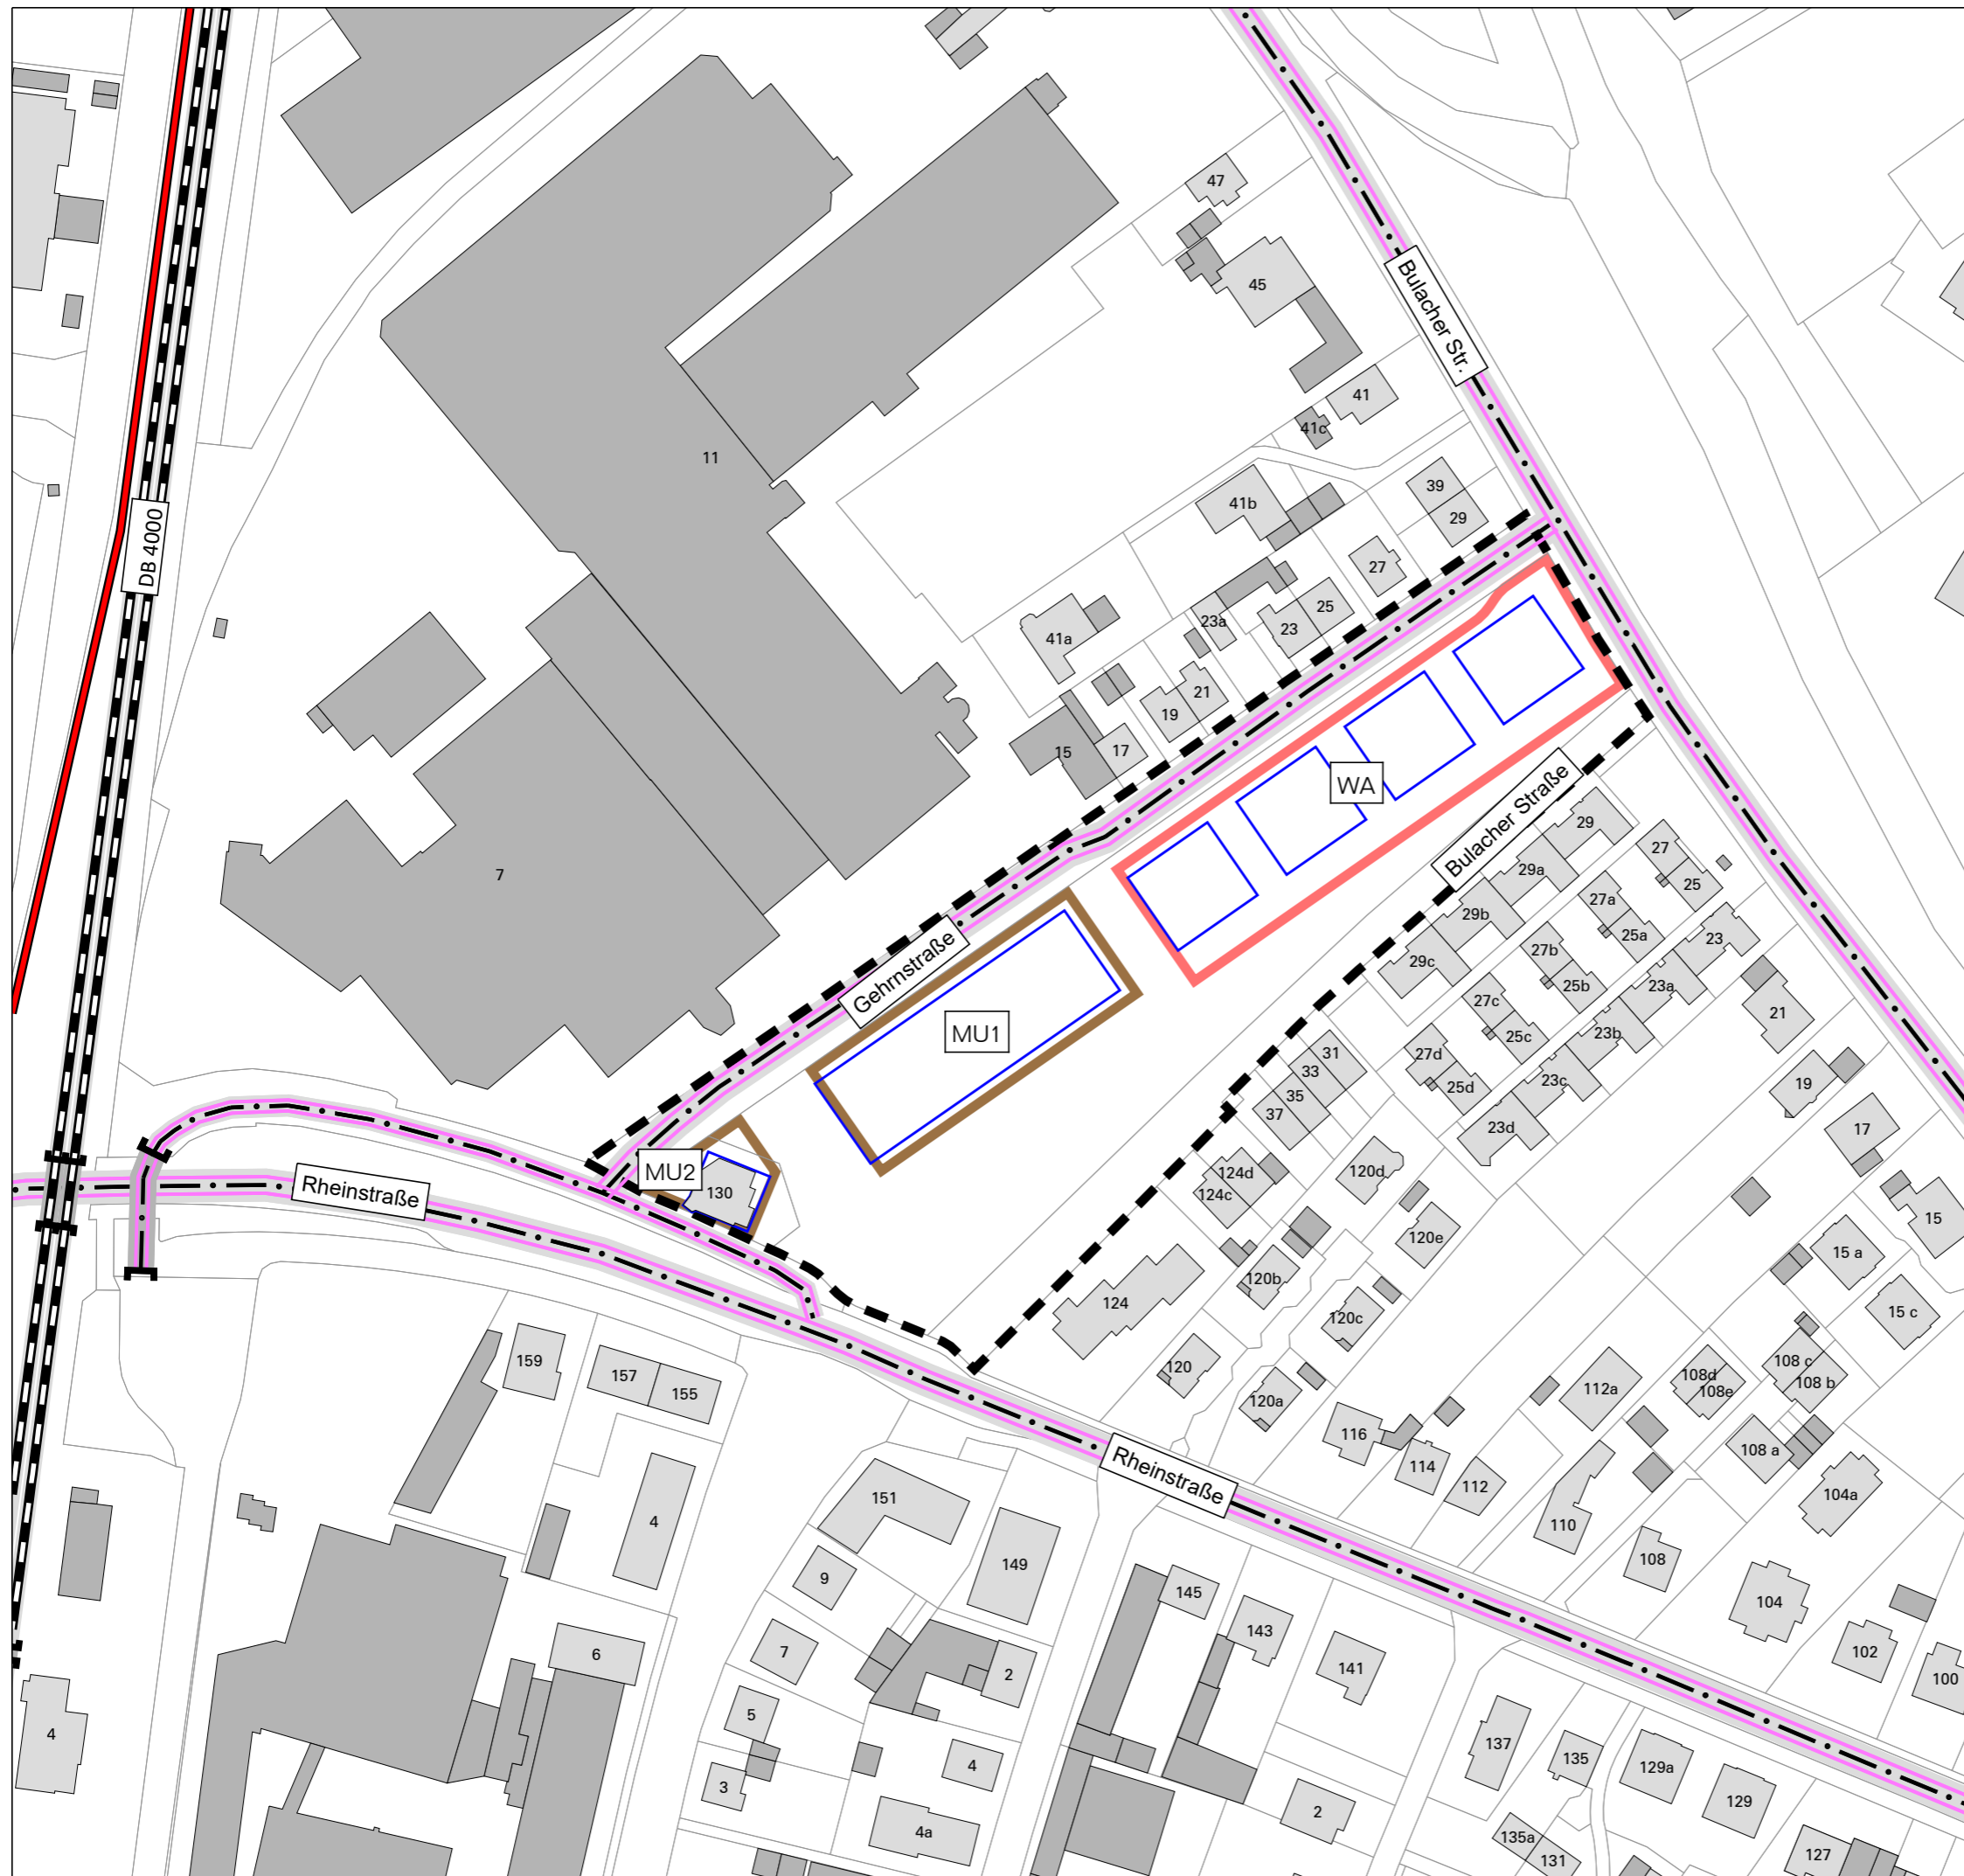 47
Bulacher Str.
45
41
41c
11
39
41b
29
DB 4000
27
25
23a
23
41a
21
19
17
15
WA
Bulacher Straße
29
27
29a
25
7
27a
29b
25a
23
Gehrnstraße
27b
29c
25b
23a
27c
21
MU1
25c
23b
31
27d
33
23c
25d
19
35
37
23d
17
MU2
124d
120d
130
124c
Rheinstraße
15
120e
15 a
120b
124
15 c
120c
159
108 c
120
157
108d
108 b
112a
108e
155
120a
116
108 a
114
Rheinstraße
112
104a
151
4
110
108
149
9
145
104
143
7
102
6
141
2
100
5
4
137
135
4
129a
3
129
2
4a
135a
127
131